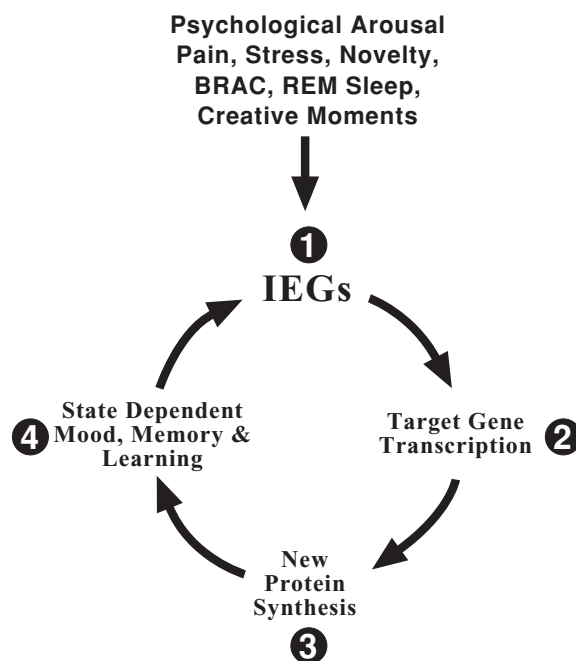 Psychological Arousal
Pain, Stress, Novelty,
BRAC, REM Sleep,
Creative Moments
1
IEGs
Target Gene
Transcription
2
New
Protein
Synthesis
3
State Dependent
Mood, Memory &
Learning
4